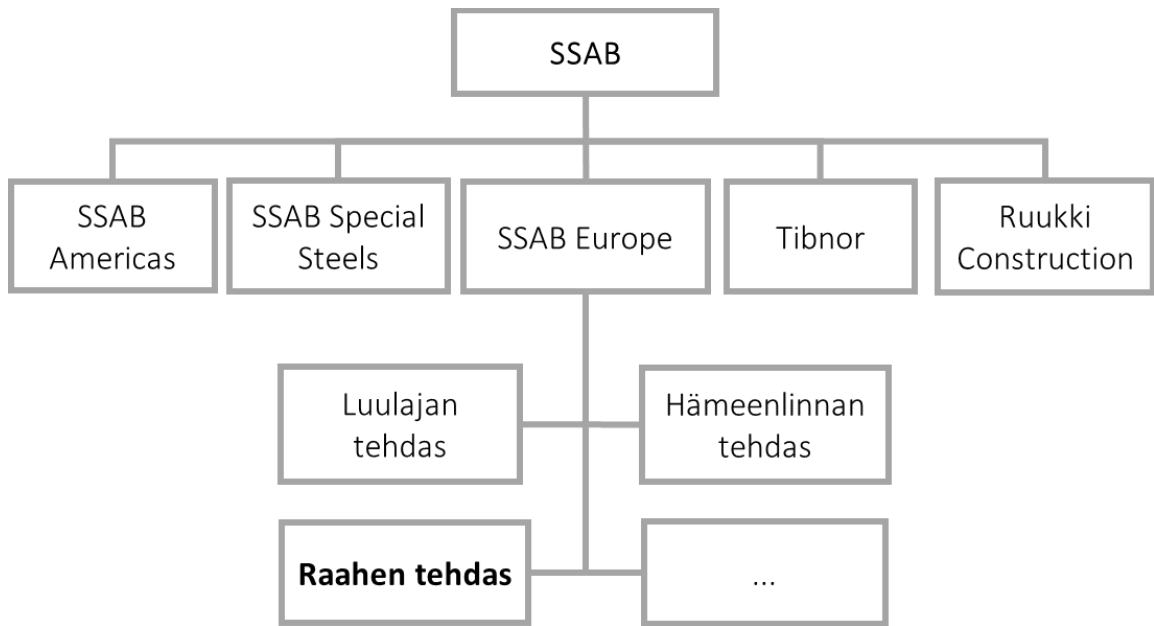 SSAB
SSAB
Americas
SSAB Special
Steels
SSAB Europe
Tibnor
Ruukki
Construction
Luulajan
tehdas
Hämeenlinnan
tehdas
Raahen tehdas
...